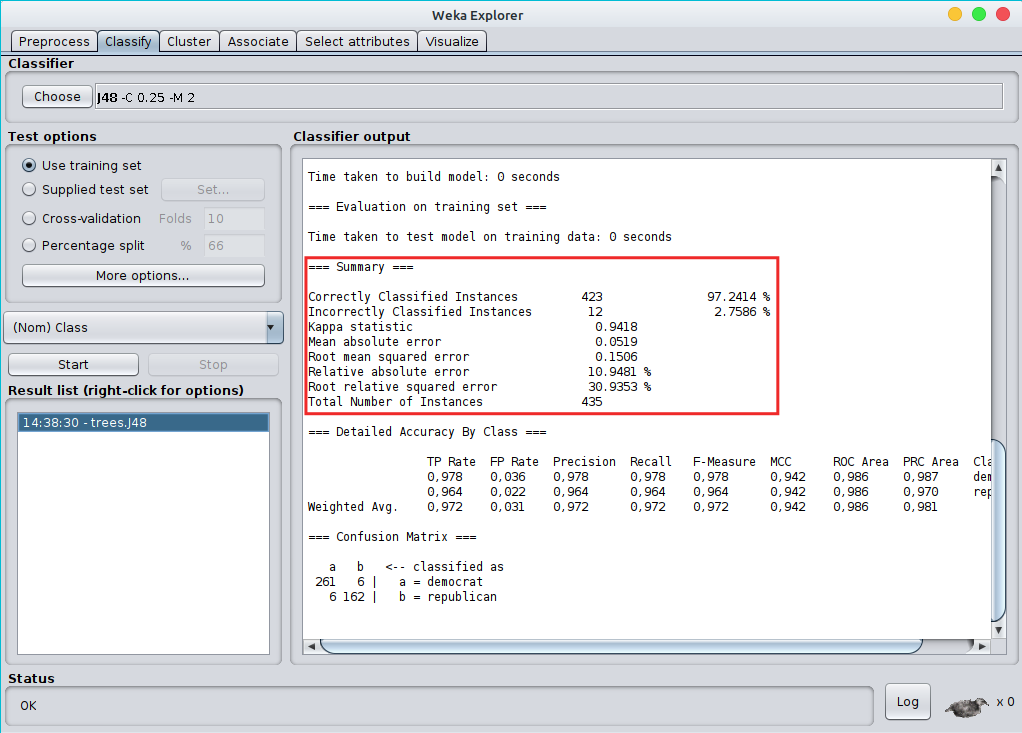 Weka Explorer
Preprocess Classify Cluster Associate Select attributes Visualize
Classifier
Choose J48 -C 0.25 -M 2
Test options
Use training set
Supplied test set Set...
Cross-validation Folds 10
Percentage split % 66
More options...
(Nom) Class
Start Stop
Result list (right-click for options)
14:38:30 - trees.J48
Classifier output
Time taken to build model: 0 seconds
=== Evaluation on training set ===
Time taken to test model on training data: 0 seconds
=== Summary ===
Correctly Classified Instances 423 97.2414 %
Incorrectly Classified Instances 12 2.7586 %
Kappa statistic 0.9418
Mean absolute error 0.0519
Root mean squared error 0.1506
Relative absolute error 10.9481 %
Root relative squared error 30.9353 %
Total Number of Instances 435
=== Detailed Accuracy By Class ===
TP Rate FP Rate Precision Recall F-Measure MCC ROC Area PRC Area Cla
0,978 0,036 0,978 0,978 0,978 0,942 0,986 0,987 dem
0,964 0,022 0,964 0,964 0,964 0,942 0,986 0,970 rep
Weighted Avg. 0,972 0,031 0,972 0,972 0,972 0,942 0,986 0,981
=== Confusion Matrix ===
a b <-- classified as
261 6 | a = democrat
6 162 | b = republican
Status
OK
Log
x 0